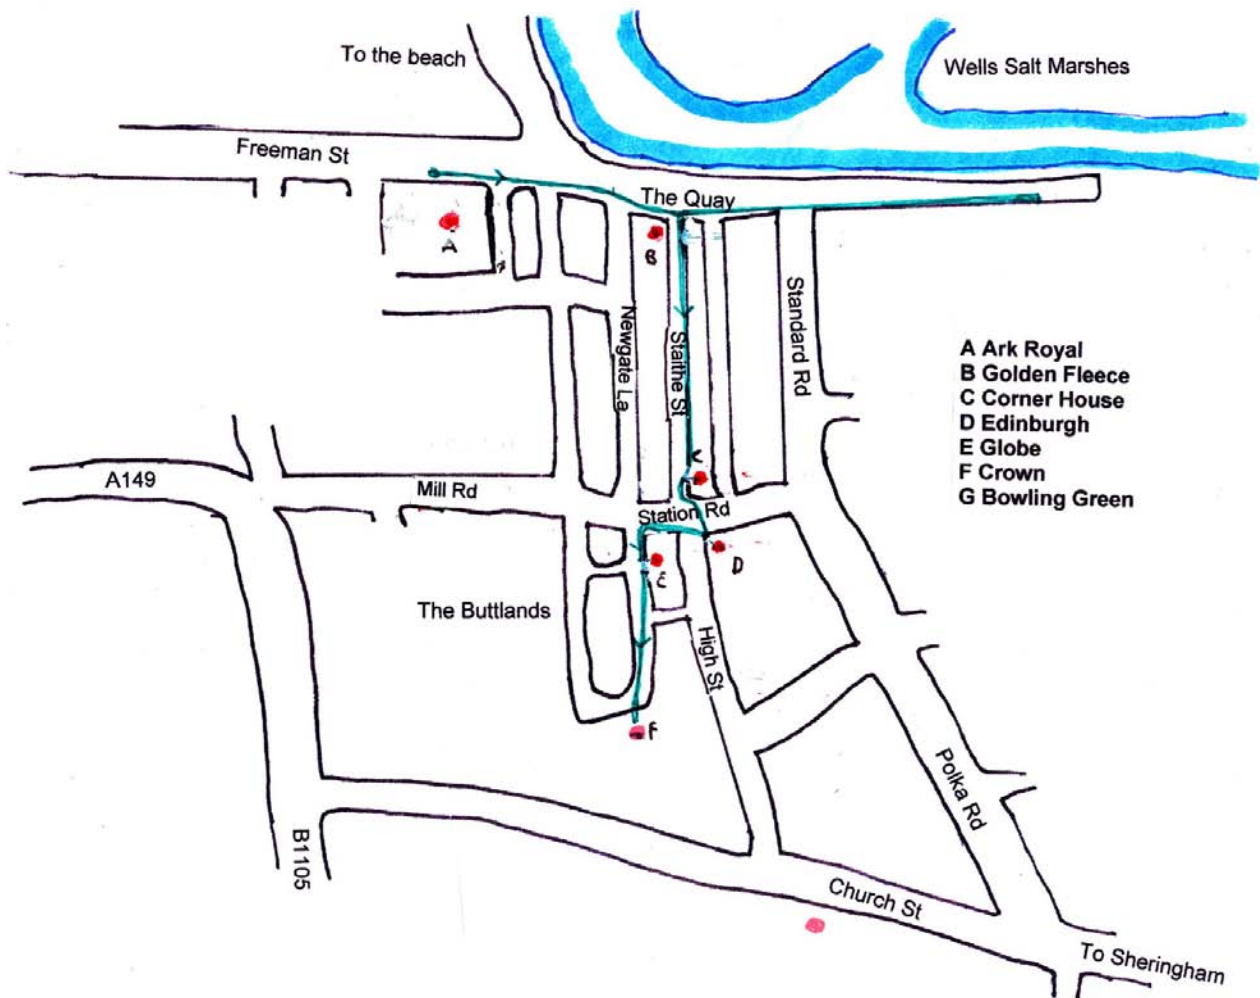 To the beach
Wells Salt Marshes
Freeman St
The Quay
A
B
Newgate La
Staithe St
Standard Rd
A Ark Royal
B Golden Fleece
C Corner House
D Edinburgh
E Globe
F Crown
G Bowling Green
C
A149
Mill Rd
Station Rd
D
E
The Buttlands
High St
F
Polka Rd
B1105
Church St
To Sheringham